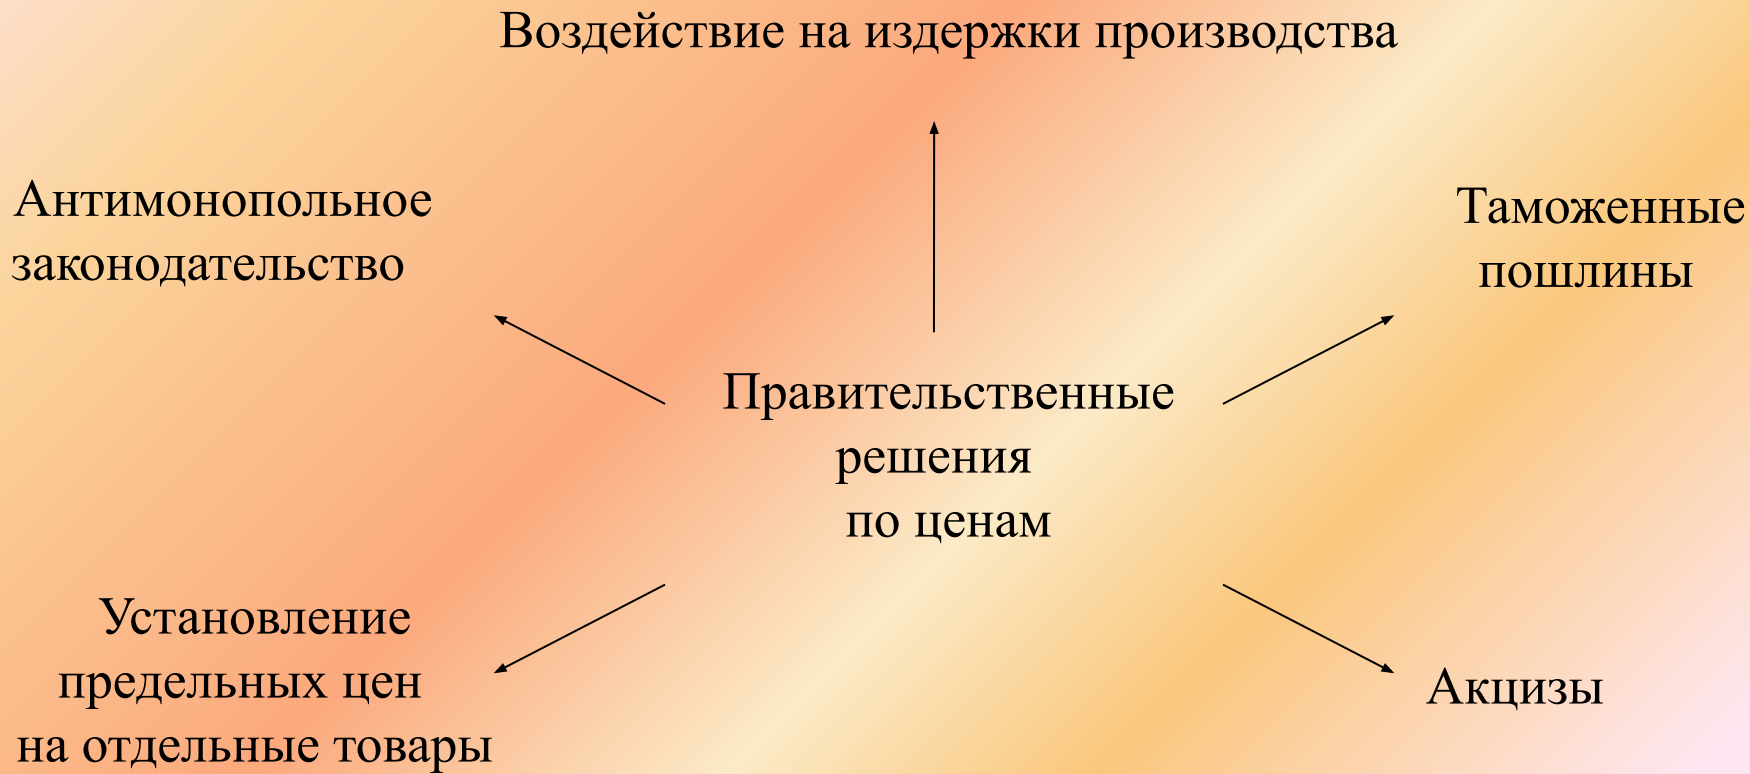 Воздействие на издержки производства
Антимонопольное
законодательство
Таможенные
пошлины
Правительственные
решения
по ценам
Установление
предельных цен
на отдельные товары
Акцизы